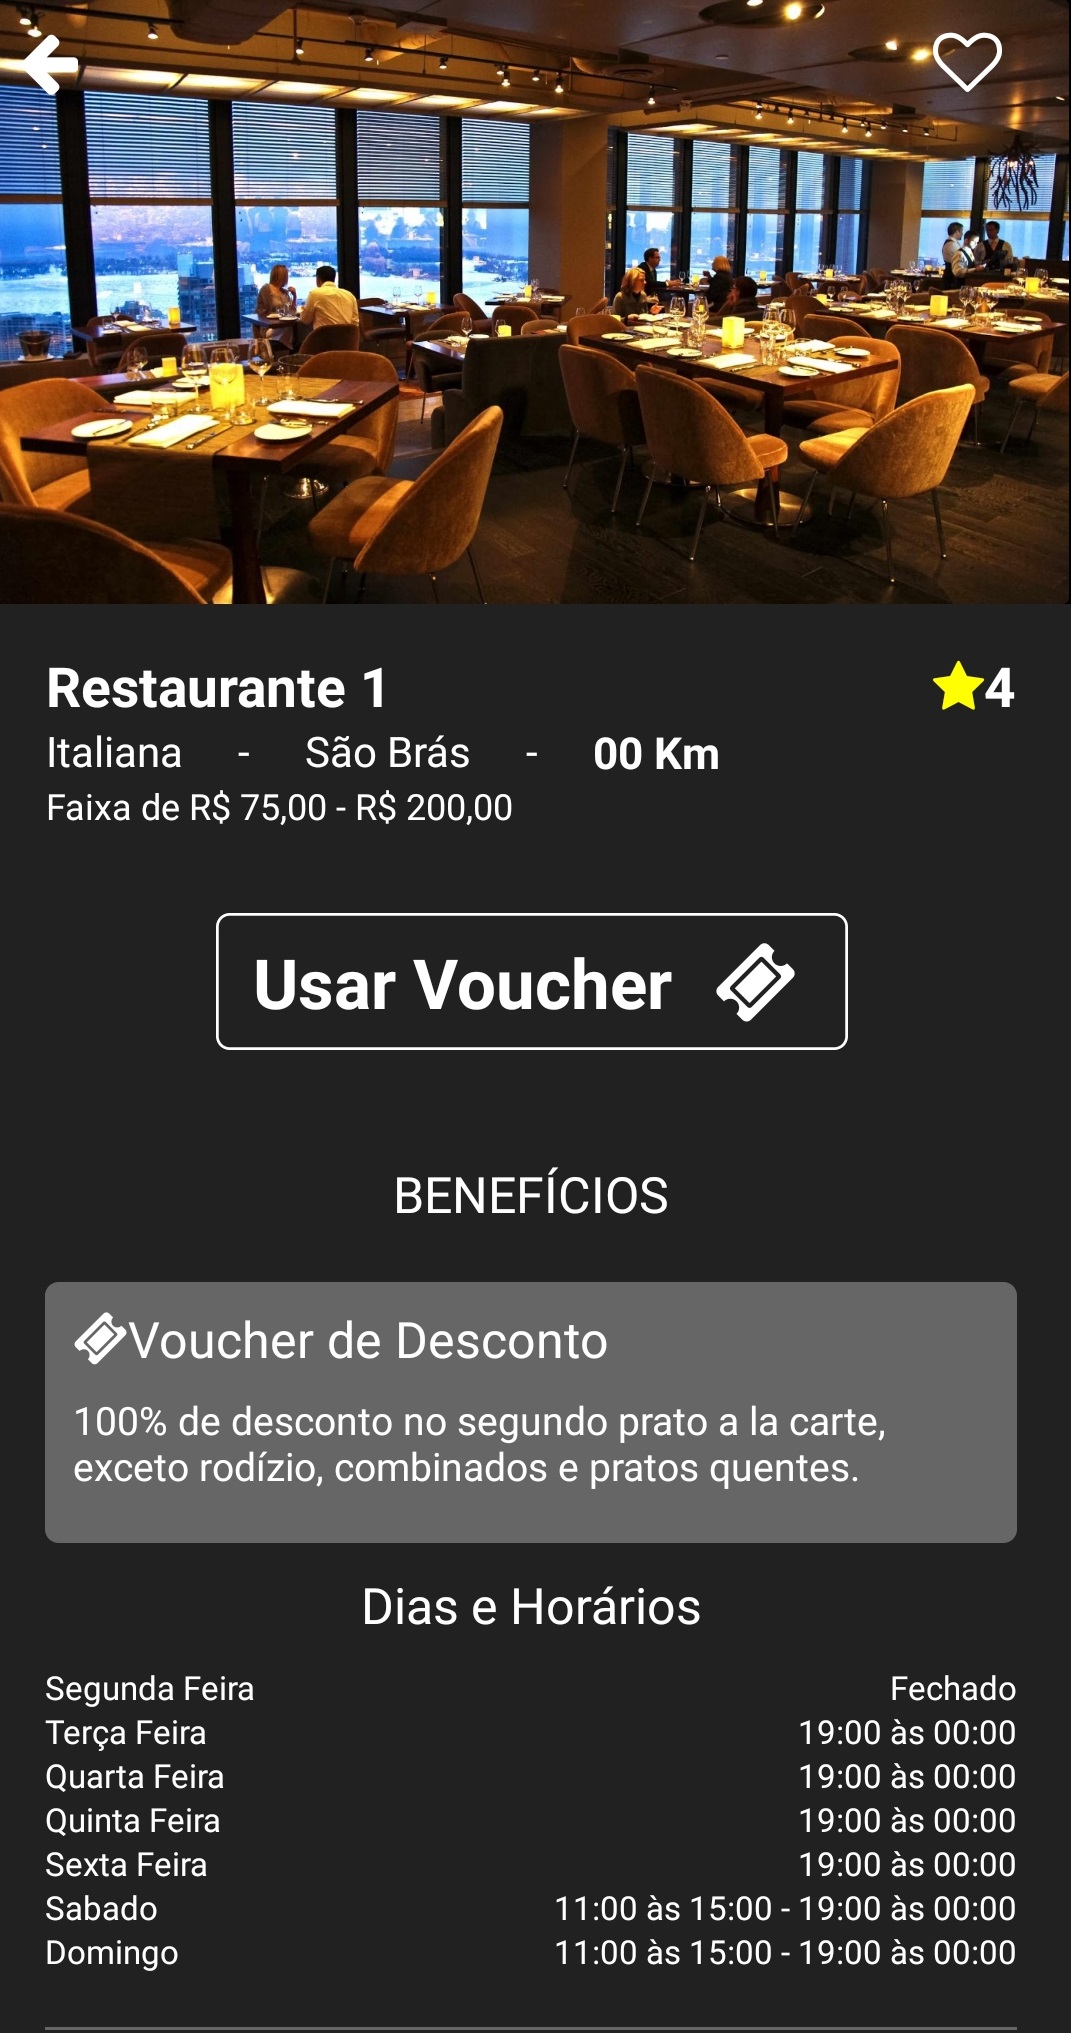 Restaurante 1 4
Italiana - São Brás - 00 Km
Faixa de R$ 75,00 - R$ 200,00
Usar Voucher
BENEFÍCIOS
Voucher de Desconto
100% de desconto no segundo prato a la carte,
exceto rodízio, combinados e pratos quentes.
Dias e Horários
Segunda Feira Fechado
Terça Feira 19:00 às 00:00
Quarta Feira 19:00 às 00:00
Quinta Feira 19:00 às 00:00
Sexta Feira 19:00 às 00:00
Sabado 11:00 às 15:00 - 19:00 às 00:00
Domingo 11:00 às 15:00 - 19:00 às 00:00